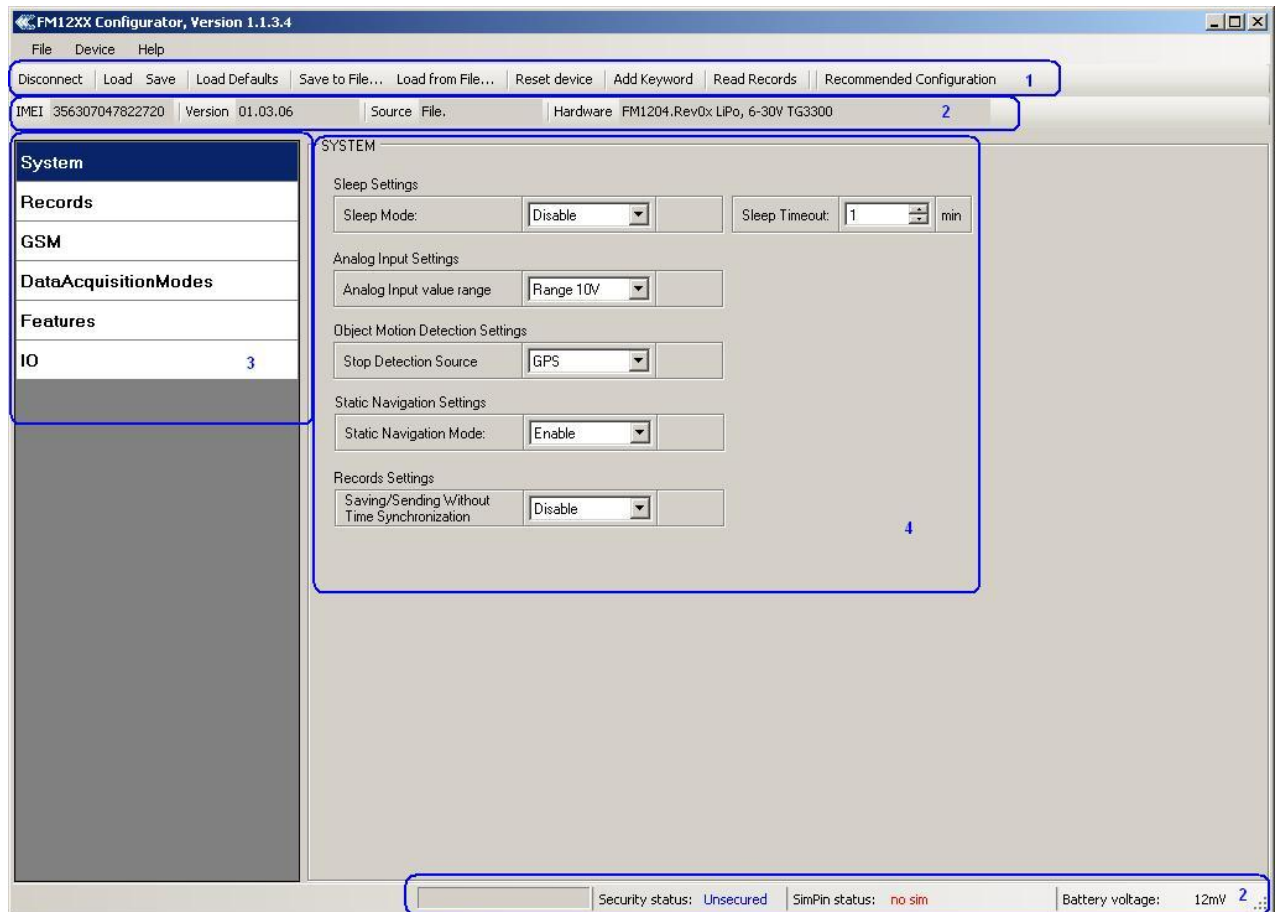 FM12XX Configurator, Version 1.1.3.4
File Device Help
Disconnect Load Save Load Defaults Save to File... Load from File... Reset device Add Keyword Read Records Recommended Configuration 1
IMEI 356307047822720 Version 01.03.06 Source File. Hardware FM1204.Rev0x LiPo, 6-30V TG3300 2
System
Records
GSM
DataAcquisitionModes
Features
IO 3
SYSTEM
Sleep Settings
Sleep Mode: Disable Sleep Timeout: 1 min
Analog Input Settings
Analog Input value range Range 10V
Object Motion Detection Settings
Stop Detection Source GPS
Static Navigation Settings
Static Navigation Mode: Enable
Records Settings
Saving/Sending Without
Time Synchronization Disable
4
Security status: Unsecured SimPin status: no sim Battery voltage: 12mV 2